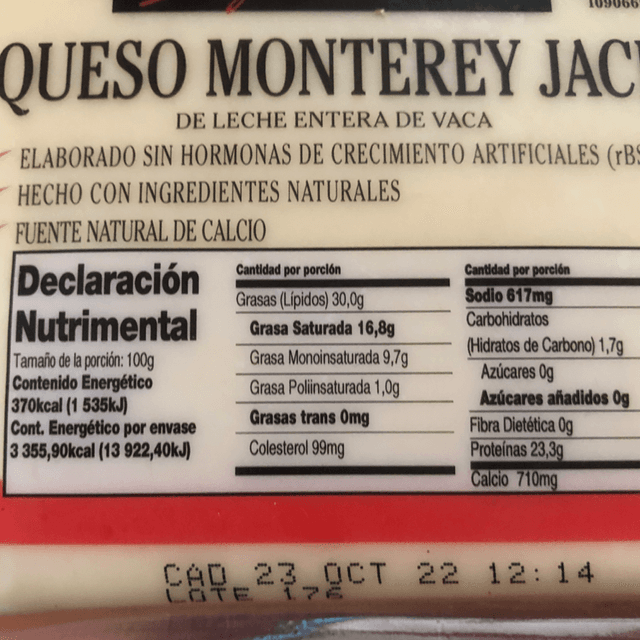 109066
QUESO MONTEREY JAC
DE LECHE ENTERA DE VACA
ELABORADO SIN HORMONAS DE CRECIMIENTO ARTIFICIALES (rBS
HECHO CON INGREDIENTES NATURALES
FUENTE NATURAL DE CALCIO
Declaración
Nutrimental
Tamaño de la porción: 100g
Contenido Energético
370kcal (1 535kJ)
Cont. Energético por envase
3 355,90kcal (13 922,40kJ)
Cantidad por porción
Grasas (Lípidos) 30,0g
Grasa Saturada 16,8g
Grasa Monoinsaturada 9,7g
Grasa Poliinsaturada 1,0g
Grasas trans 0mg
Colesterol 99mg
Cantidad por porción
Sodio 617mg
Carbohidratos
(Hidratos de Carbono) 1,7g
Azúcares 0g
Azúcares añadidos 0g
Fibra Dietética 0g
Proteínas 23,3g
Calcio 710mg
CAD 23 OCT 22 12:14
LOTE 176